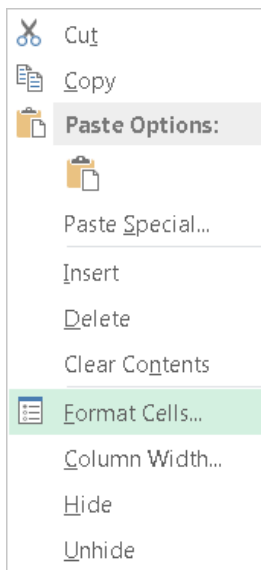 Cut
Copy
Paste Options:
Paste Special...
Insert
Delete
Clear Contents
Format Cells...
Column Width...
Hide
Unhide